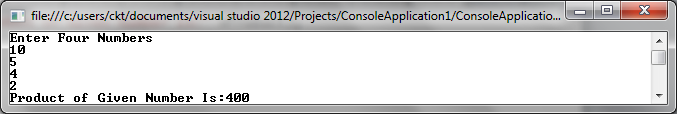 file:///c:/users/ckt/documents/visual studio 2012/Projects/ConsoleApplication1/ConsoleApplicatio...
Enter Four Numbers
10
5
4
2
Product of Given Number Is:400